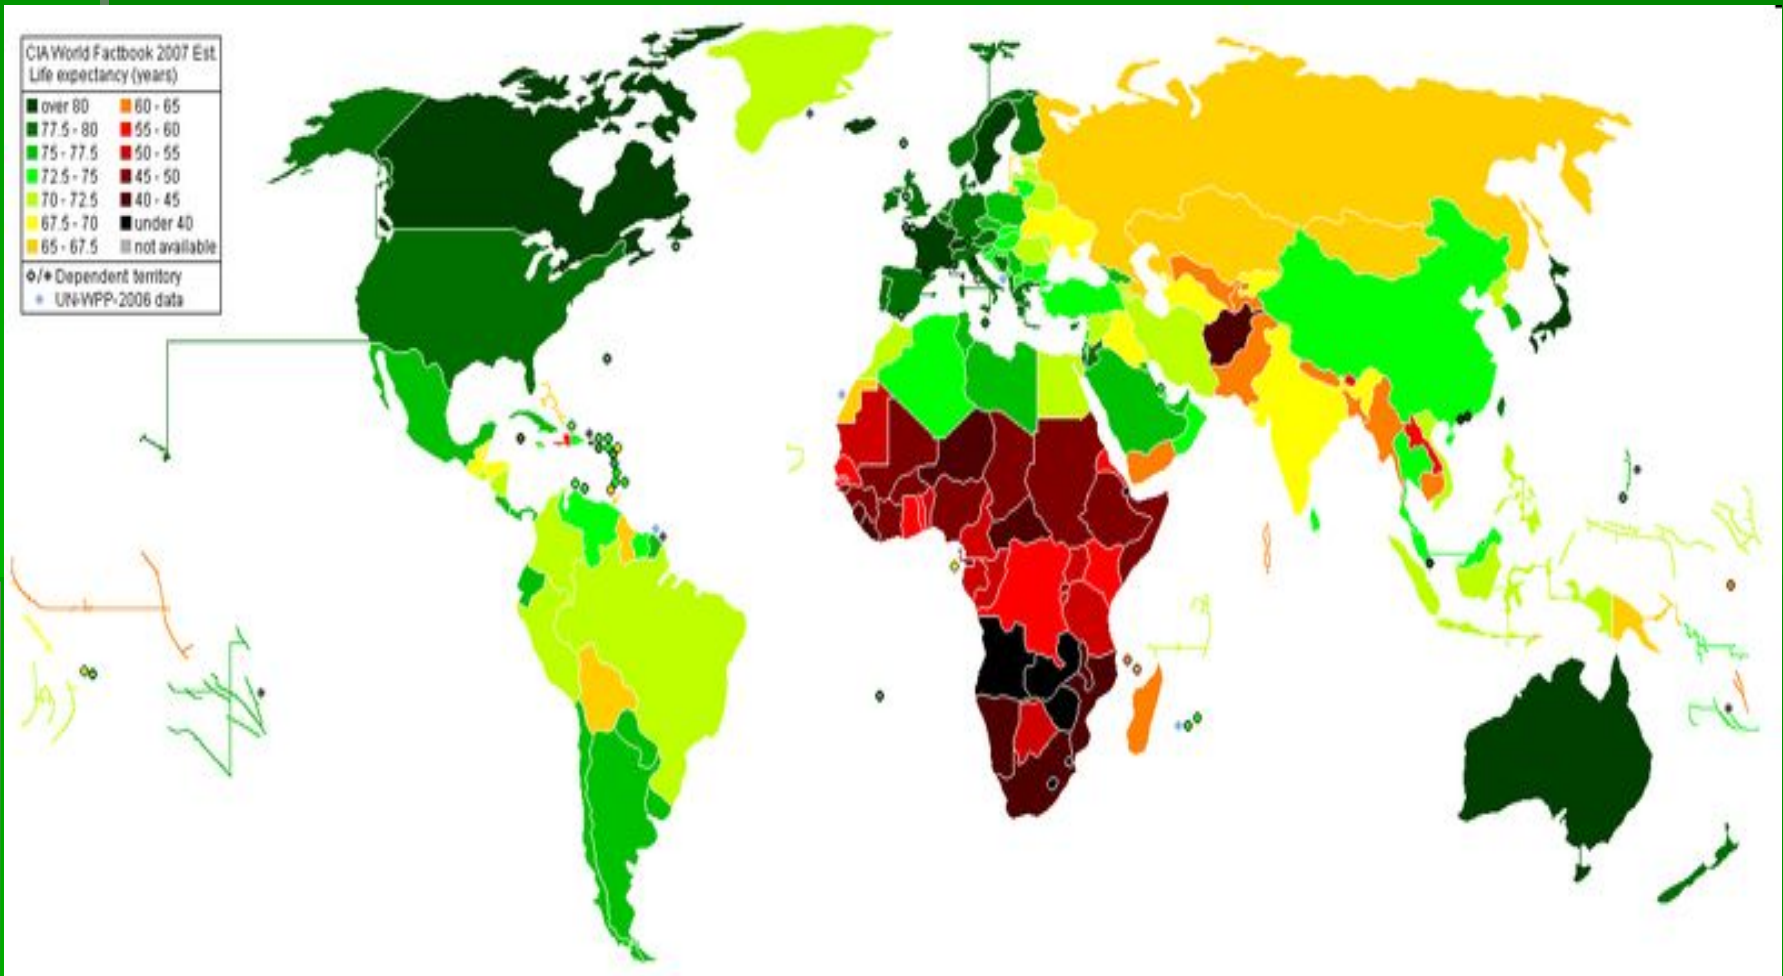 CIA World Factbook 2007 Est.
Life expectancy (years)
over 80
77.5 - 80
75 - 77.5
72.5 - 75
70 - 72.5
67.5 - 70
65 - 67.5
60 - 65
55 - 60
50 - 55
45 - 50
40 - 45
under 40
not available
Dependent territory
UN-WPP-2006 data